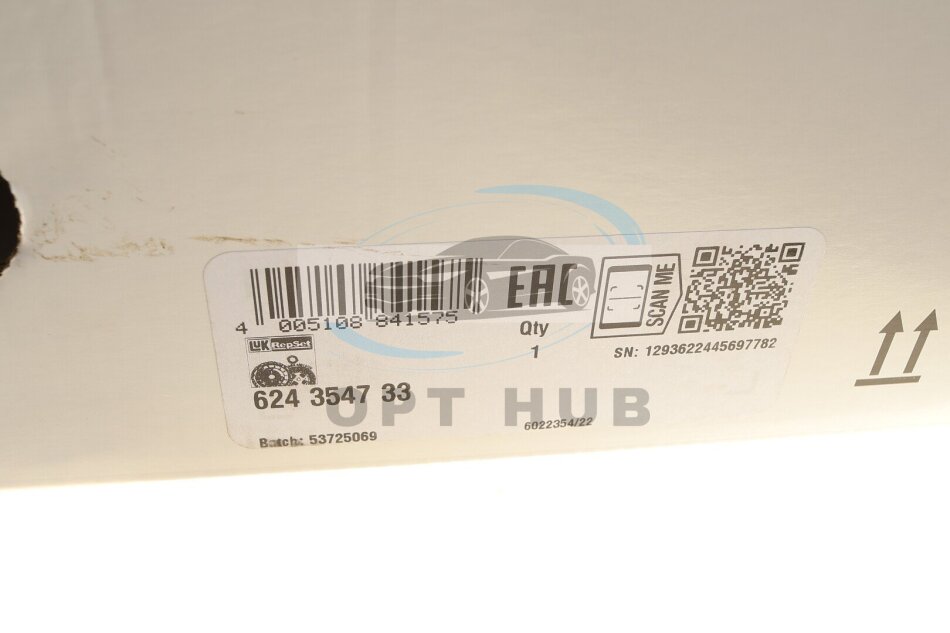 4 005108 841575
EAC
SCAN ME
Qty
1
SN: 1293622445697782
LUK RepSet
624 3547 33
OPT HUB
Batch: 53725069
6022354/22